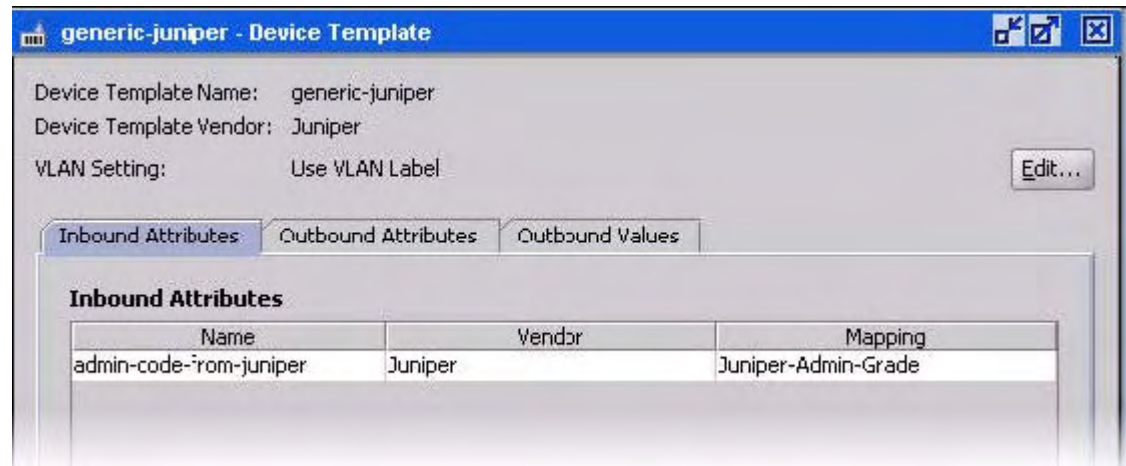 generic-juniper - Device Template
Device Template Name: generic-juniper
Device Template Vendor: Juniper
VLAN Setting: Use VLAN Label
Edit...
Inbound Attributes Outbound Attributes Outbound Values
Inbound Attributes
Name Vendor Mapping
admin-code-from-juniper Juniper Juniper-Admin-Grade